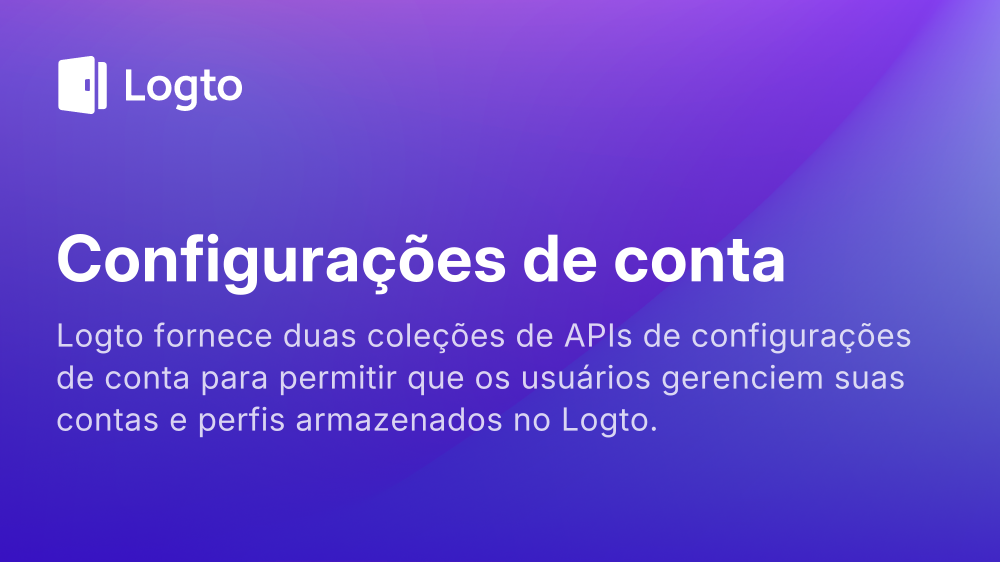 Logto
Configurações de conta
Logto fornece duas coleções de APIs de configurações
de conta para permitir que os usuários gerenciem suas
contas e perfis armazenados no Logto.